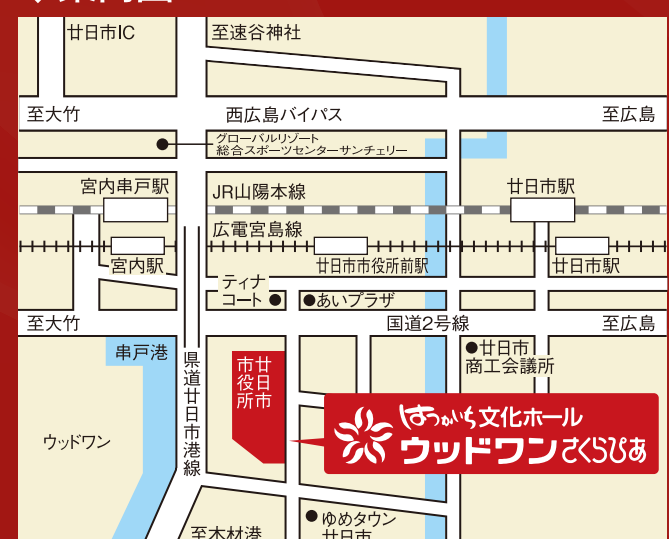 廿日市IC
至速谷神社
至大竹
西広島バイパス
至広島
グローバルリゾート
総合スポーツセンターサンチェリー
宮内串戸駅
JR山陽本線
廿日市駅
広電宮島線
宮内駅
廿日市市役所前駅
廿日市駅
ティナ
コート
あいプラザ
至大竹
国道2号線
至広島
串戸港
県道廿日市港線
廿日市
市役所
廿日市
商工会議所
はつかいち文化ホール
ウッドワンさくらぴあ
ウッドワン
ゆめタウン
廿日市
至木材港